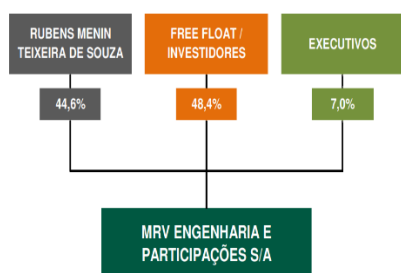 RUBENS MENIN
TEIXEIRA DE SOUZA
FREE FLOAT /
INVESTIDORES
EXECUTIVOS
44,6%
48,4%
7,0%
MRV ENGENHARIA E
PARTICIPAÇÕES S/A